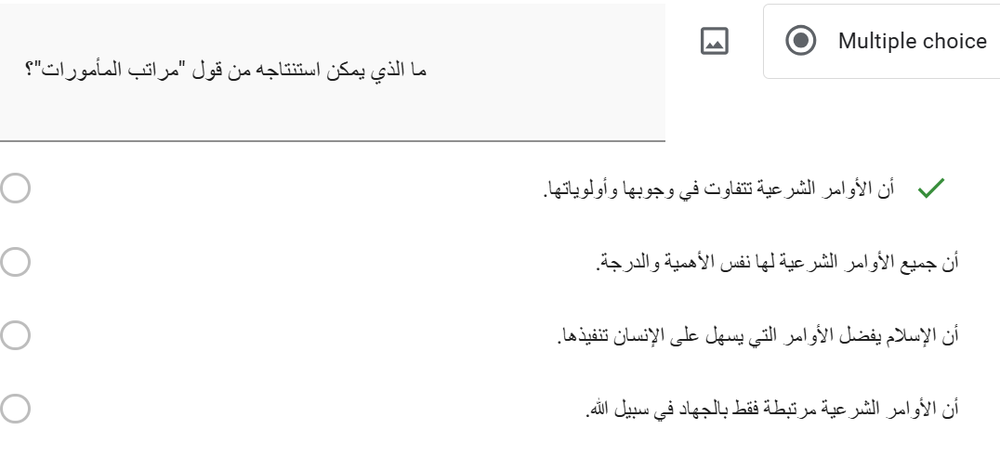 ما الذي يمكن استنتاجه من قول "مراتب المأمورات"؟
Multiple choice
أن الأوامر الشرعية تتفاوت في وجوبها وأولوياتها.
أن جميع الأوامر الشرعية لها نفس الأهمية والدرجة.
أن الإسلام يفضل الأوامر التي يسهل على الإنسان تنفيذها.
أن الأوامر الشرعية مرتبطة فقط بالجهاد في سبيل الله.